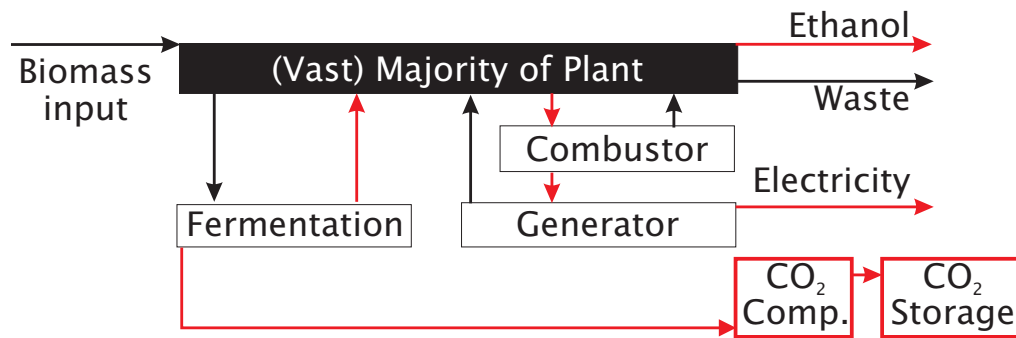 Ethanol
Biomass
input
(Vast) Majority of Plant
Waste
Combustor
Electricity
Fermentation
Generator
CO₂
Comp.
CO₂
Storage